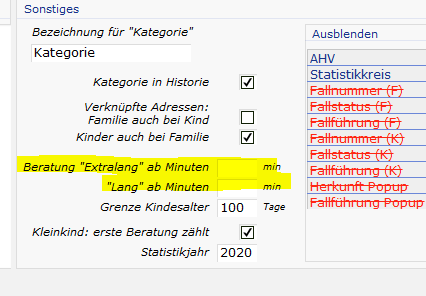 Sonstiges
Bezeichnung für "Kategorie"
Kategorie
Kategorie in Historie
Verknüpfte Adressen:
Familie auch bei Kind
Kinder auch bei Familie
Beratung "Extralang" ab Minuten min
"Lang" ab Minuten min
Grenze Kindesalter 100 Tage
Kleinkind: erste Beratung zählt
Statistikjahr 2020
Ausblenden
AHV
Statistikkreis
Fallnummer (F)
Fallstatus (F)
Fallführung (F)
Fallnummer (K)
Fallstatus (K)
Fallführung (K)
Herkunft Popup
Fallführung Popup